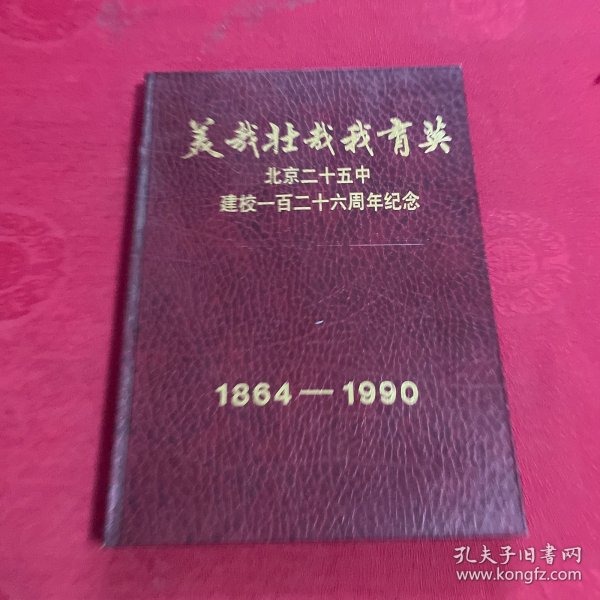 美哉壮哉我育英
北京二十五中
建校一百二十六周年纪念
1864—1990
孔夫子旧书网
www.kongfz.com